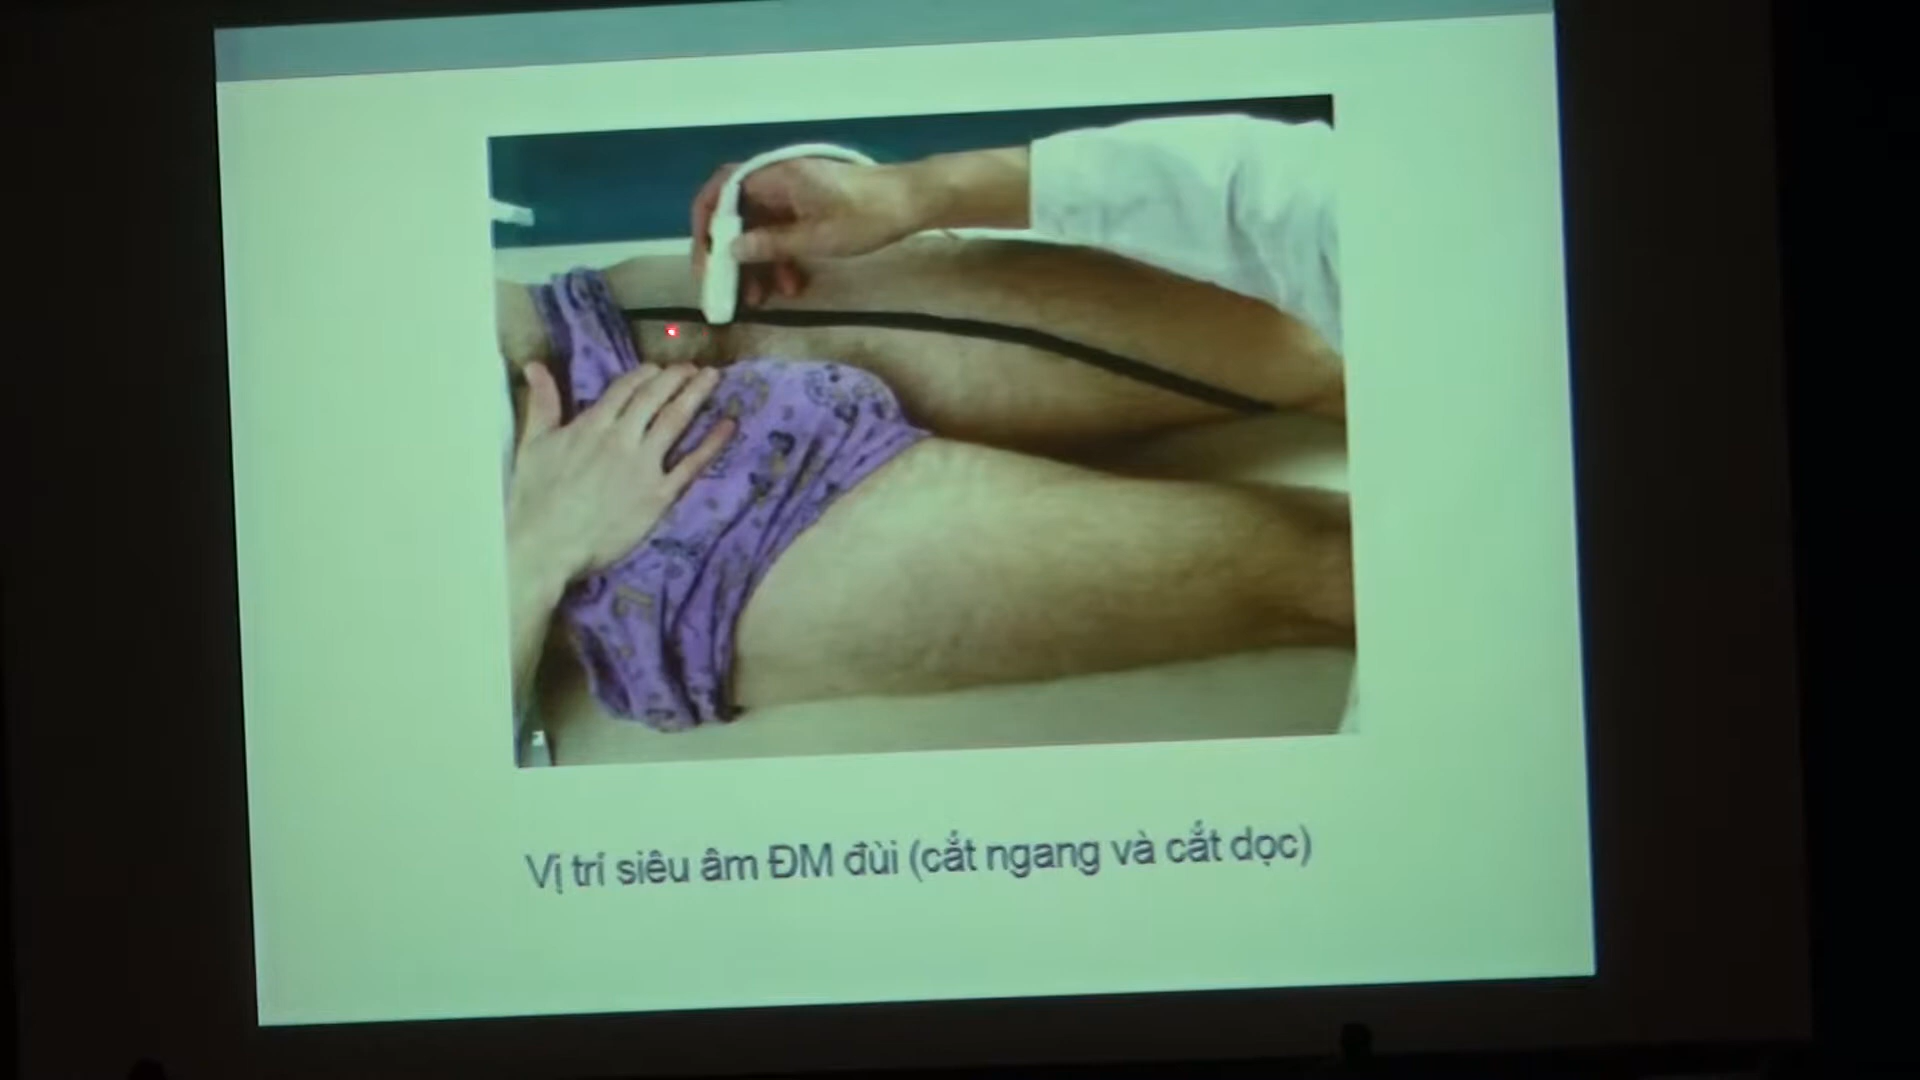 Vị trí siêu âm ĐM đùi (cắt ngang và cắt dọc)